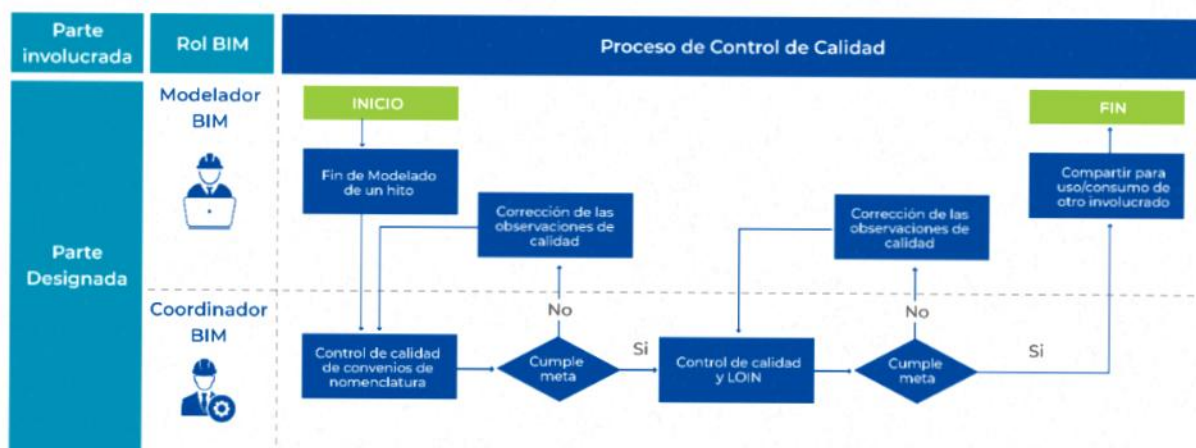 Parte
involucrada
Rol BIM
Proceso de Control de Calidad
Parte
Designada
Modelador
BIM
INICIO
FIN
Fin de Modelado
de un hito
Compartir para
uso/consumo de
otro involucrado
Corrección de las
observaciones de
calidad
Corrección de las
observaciones de
calidad
Coordinador
BIM
No
No
Control de calidad
de convenios de
nomenclatura
Cumple
meta
Si
Control de calidad
y LOIN
Cumple
meta
Si